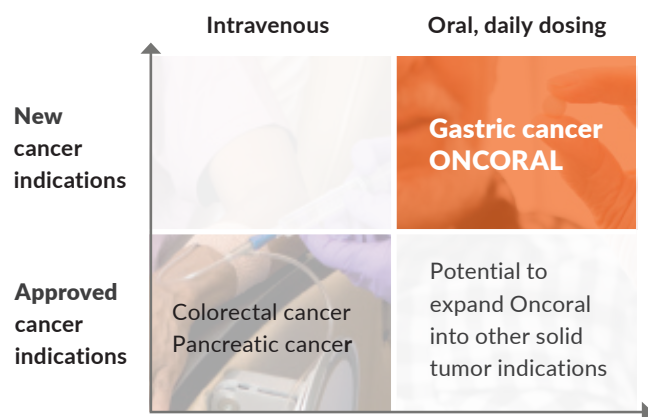 Intravenous
Oral, daily dosing
New
cancer
indications
Gastric cancer
ONCORAL
Approved
cancer
indications
Colorectal cancer
Pancreatic cancer
Potential to
expand Oncoral
into other solid
tumor indications